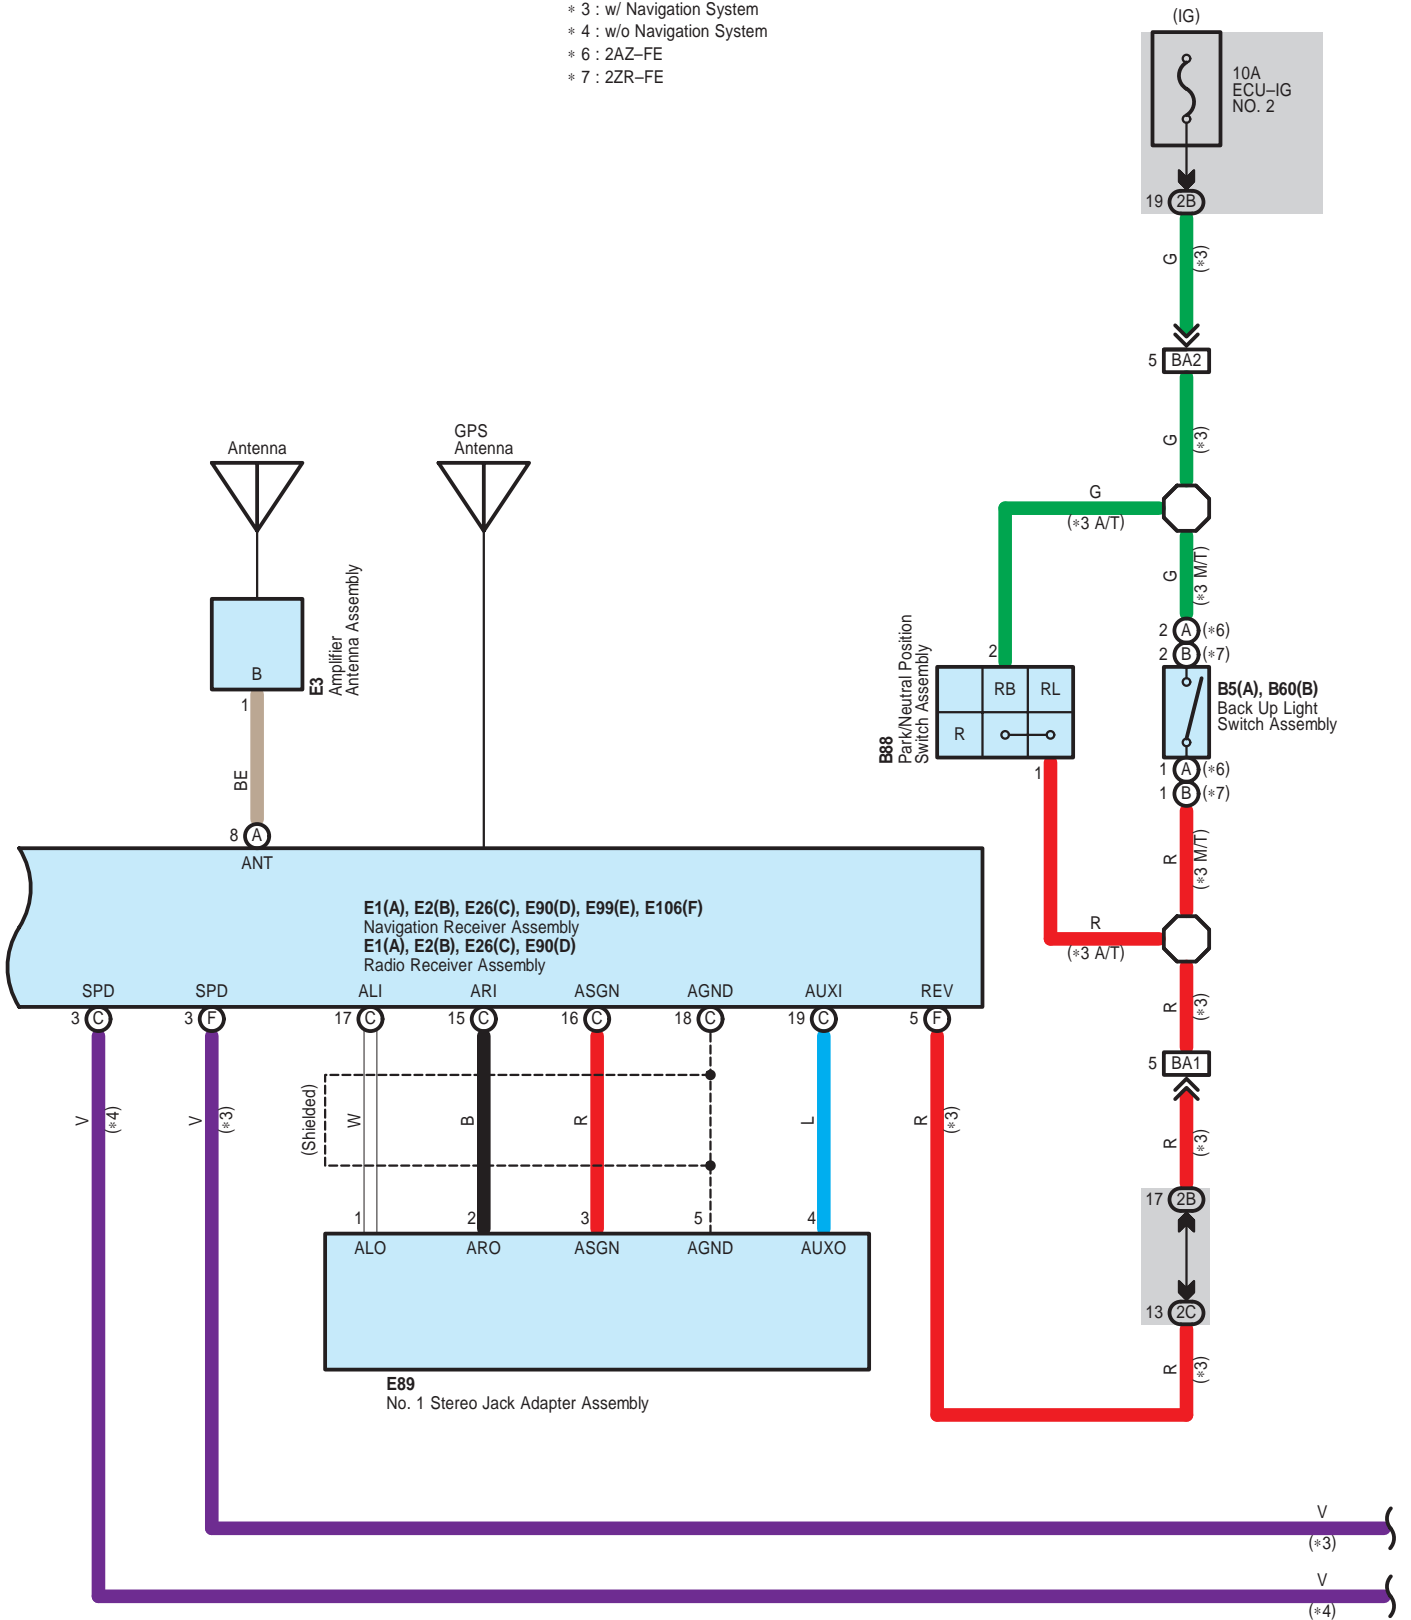 ∗ 3 : w/ Navigation System
∗ 4 : w/o Navigation System
∗ 6 : 2AZ–FE
∗ 7 : 2ZR–FE
(IG)
10A
ECU–IG
NO. 2
19 2B
G
(∗3)
5 BA2
G
(∗3)
G
(∗3 A/T)
G
(∗3 M/T)
2 A (∗6)
2 B (∗7)
B5(A), B60(B)
Back Up Light
Switch Assembly
1 A (∗6)
1 B (∗7)
R
(∗3 M/T)
2
RB RL
R
1
B88
Park/Neutral Position
Switch Assembly
R
(∗3 A/T)
R
(∗3)
5 BA1
R
(∗3)
17 2B
13 2C
R
(∗3)
Antenna
GPS
Antenna
B
E3
Amplifier
Antenna Assembly
1
BE
8 A
ANT
E1(A), E2(B), E26(C), E90(D), E99(E), E106(F)
Navigation Receiver Assembly
E1(A), E2(B), E26(C), E90(D)
Radio Receiver Assembly
SPD SPD ALI ARI ASGN AGND AUXI REV
3 C 3 F 17 C 15 C 16 C 18 C 19 C 5 F
V
(∗4)
V
(∗3)
(Shielded)
W
B
R
L
R
(∗3)
1 2 3 5 4
ALO ARO ASGN AGND AUXO
E89
No. 1 Stereo Jack Adapter Assembly
V
(∗3)
V
(∗4)